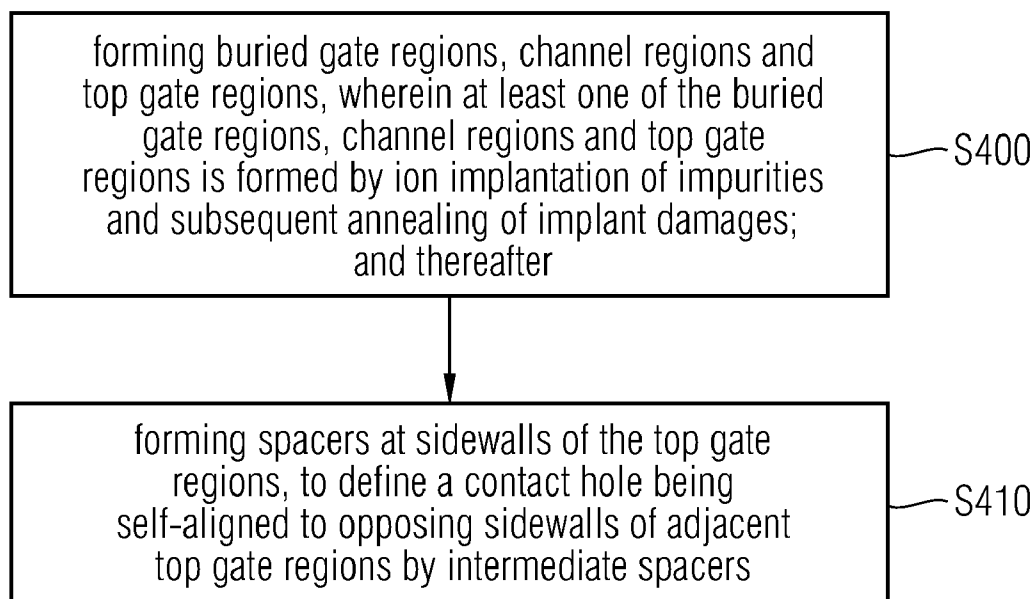 forming buried gate regions, channel regions and
top gate regions, wherein at least one of the buried
gate regions, channel regions and top gate
regions is formed by ion implantation of impurities
and subsequent annealing of implant damages;
and thereafter
S400
forming spacers at sidewalls of the top gate
regions, to define a contact hole being
self-aligned to opposing sidewalls of adjacent
top gate regions by intermediate spacers
S410